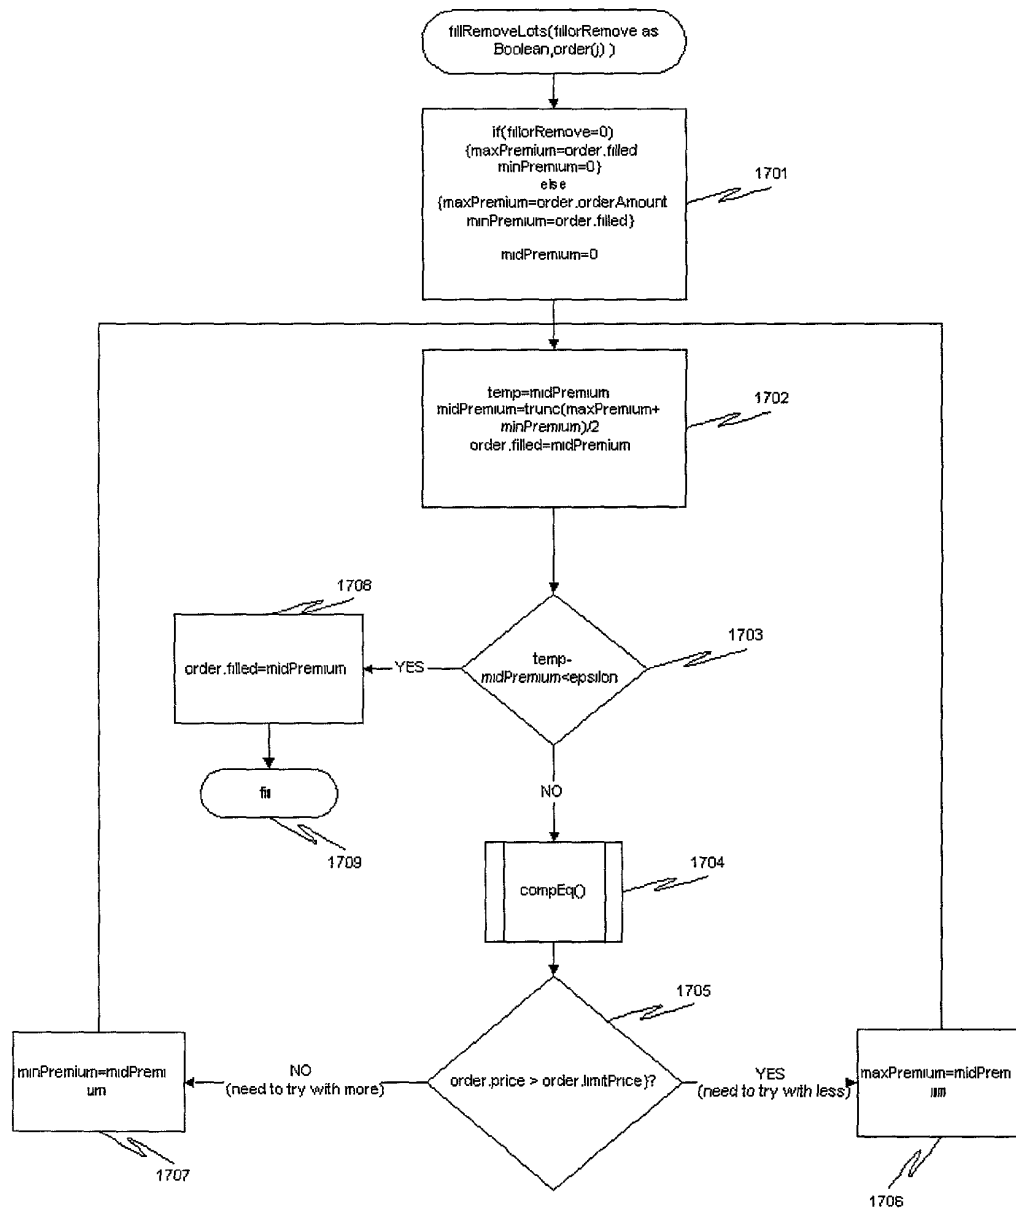 fillRemoveLots(fillorRemove as
Boolean,order(j) )
if(fillorRemove=0)
{maxPremium=order.filled
minPremium=0}
else
{maxPremium=order.orderAmount
minPremium=order.filled}
midPremium=0
1701
temp=midPremium
midPremium=trunc(maxPremium+
minPremium)/2
order.filled=midPremium
1702
1708
order.filled=midPremium
YES
temp-
midPremium<epsilon
1703
1709
NO
compEq()
1704
1705
order.price > order.limitPrice)?
NO
(need to try with more)
YES
(need to try with less)
minPremium=midPremi
um
1707
maxPremium=midPrem
ium
1706